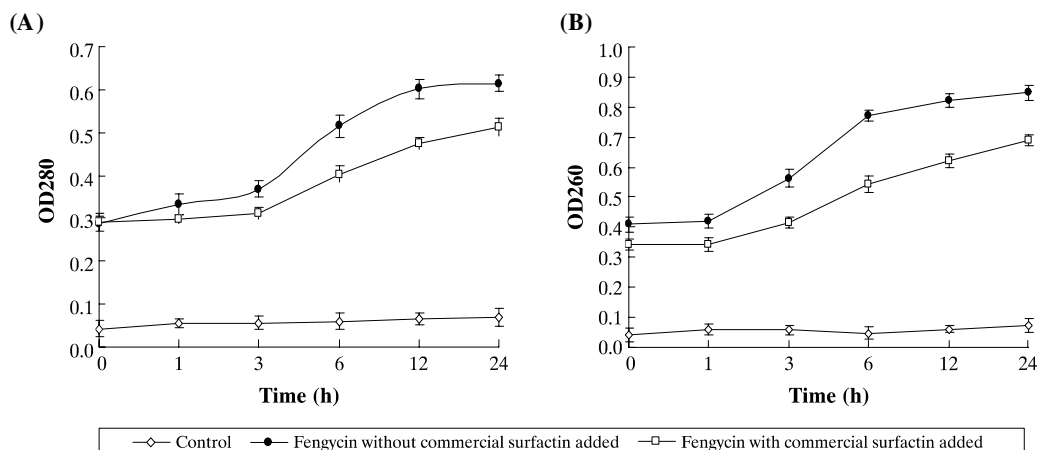 (A)
0.7
0.6
0.5
0.4
0.3
0.2
0.1
0.0
OD280
0 1 3 6 12 24
Time (h)
(B)
1.0
0.9
0.8
0.7
0.6
0.5
0.4
0.3
0.2
0.1
0.0
OD260
0 1 3 6 12 24
Time (h)
Control Fengycin without commercial surfactin added Fengycin with commercial surfactin added